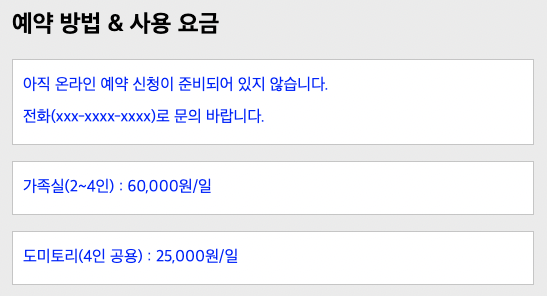 예약 방법 & 사용 요금
아직 온라인 예약 신청이 준비되어 있지 않습니다.
전화(xxx-xxxx-xxxx)로 문의 바랍니다.
가족실(2~4인) : 60,000원/일
도미토리(4인 공용) : 25,000원/일